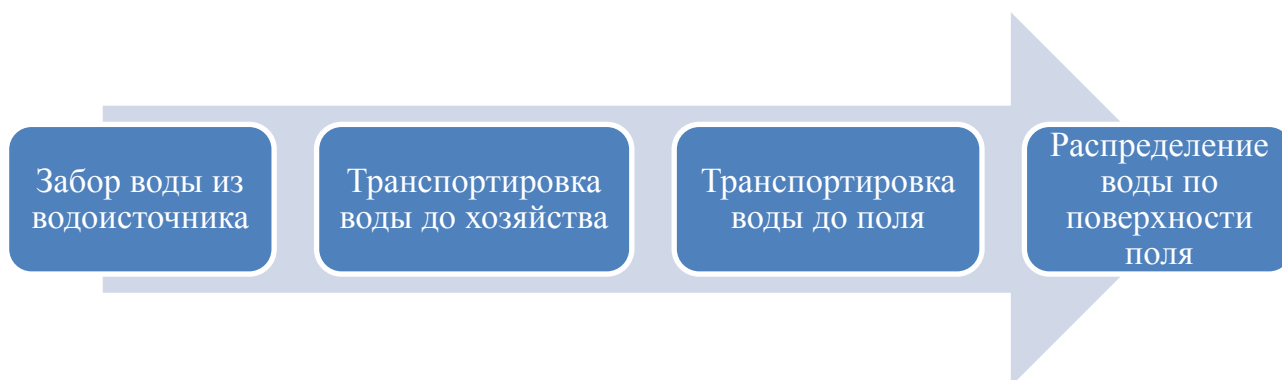 Забор воды из
водоисточника
Транспортировка
воды до хозяйства
Транспортировка
воды до поля
Распределение
воды по
поверхности
поля